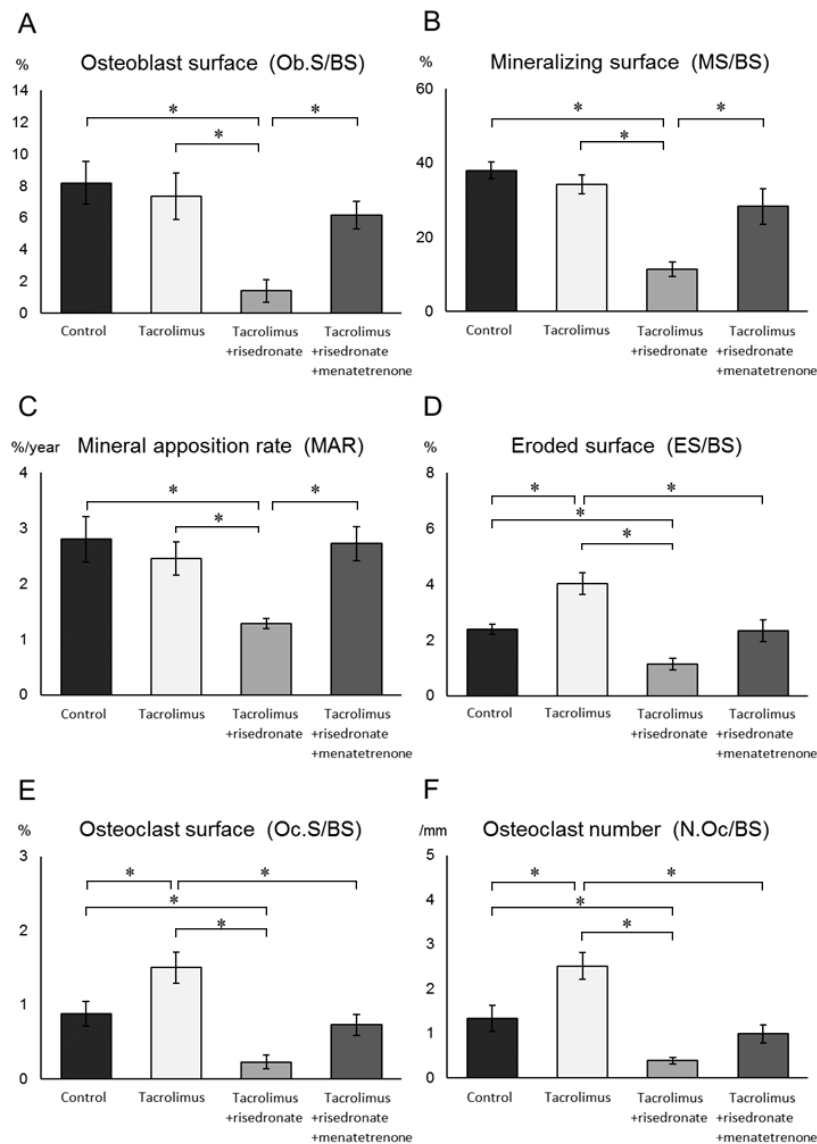 A
% Osteoblast surface (Ob.S/BS)
14
12
10
8
6
4
2
0
* * *
Control Tacrolimus Tacrolimus Tacrolimus
+risedronate +risedronate
+menatetrenone
B
% Mineralizing surface (MS/BS)
60
40
20
0
* * *
Control Tacrolimus Tacrolimus Tacrolimus
+risedronate +risedronate
+menatetrenone
C
%/year Mineral apposition rate (MAR)
4
3
2
1
0
* * *
Control Tacrolimus Tacrolimus Tacrolimus
+risedronate +risedronate
+menatetrenone
D
% Eroded surface (ES/BS)
8
6
4
2
0
* * * *
Control Tacrolimus Tacrolimus Tacrolimus
+risedronate +risedronate
+menatetrenone
E
% Osteoclast surface (Oc.S/BS)
3
2
1
0
* * * *
Control Tacrolimus Tacrolimus Tacrolimus
+risedronate +risedronate
+menatetrenone
F
/mm Osteoclast number (N.Oc/BS)
5
4
3
2
1
0
* * * *
Control Tacrolimus Tacrolimus Tacrolimus
+risedronate +risedronate
+menatetrenone